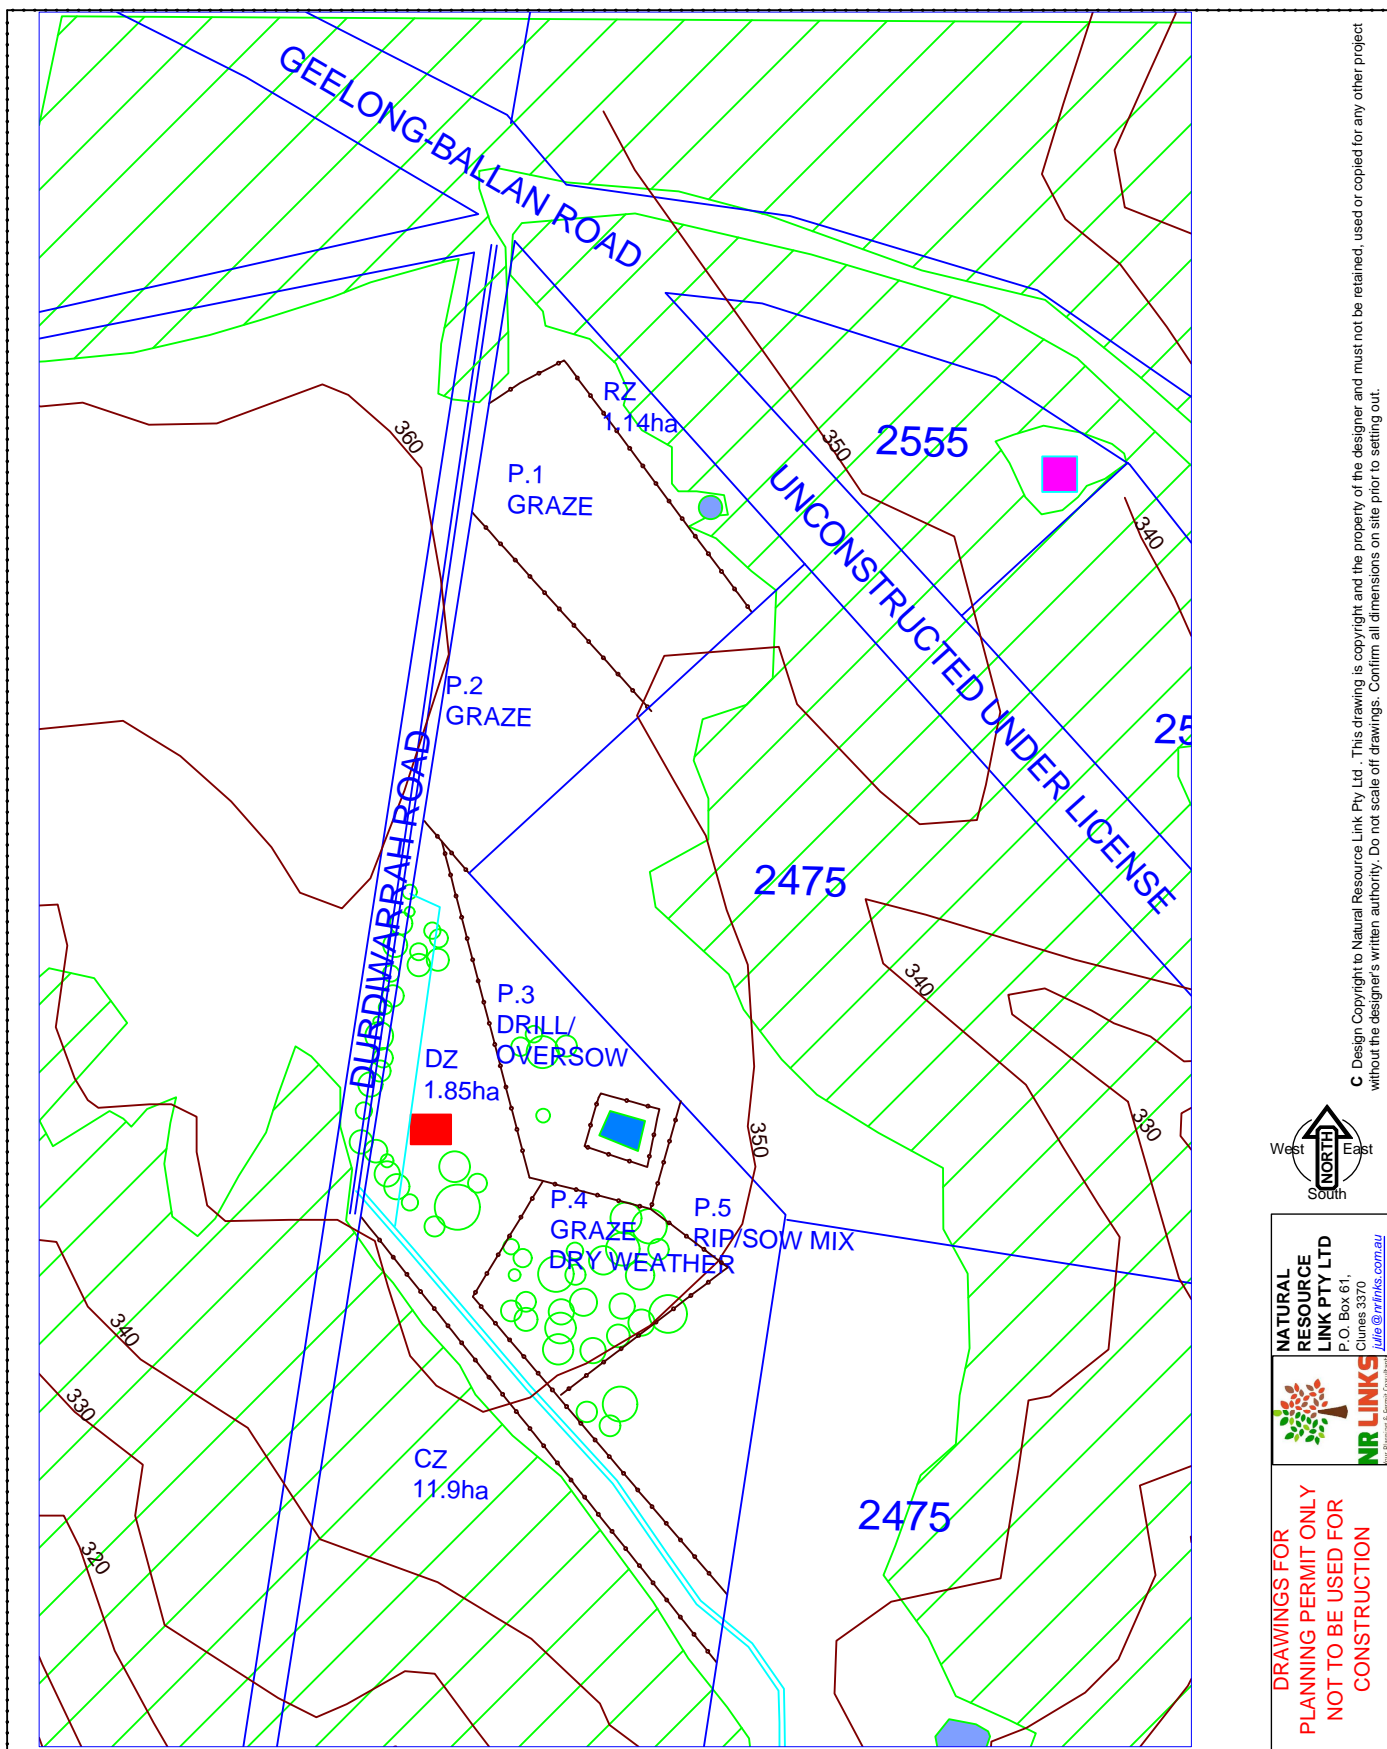 GEELONG-BALLAN ROAD
RZ
1.14ha
2555
350
360
P.1
GRAZE
UNCONSTRUCTED UNDER LICENSE
340
P.2
GRAZE
25
DURDIWARRAH ROAD
2475
340
P.3
DRILL/
OVERSOW
DZ
1.85ha
350
330
P.4
GRAZE
DRY WEATHER
P.5
RIP/SOW MIX
340
330
CZ
11.9ha
2475
320
C Design Copyright to Natural Resource Link Pty Ltd . This drawing is copyright and the property of the designer and must not be retained, used or copied for any other project
without the designer's written authority. Do not scale off drawings. Confirm all dimensions on site prior to setting out.
West
NORTH
East
South
NATURAL
RESOURCE
LINK PTY LTD
P.O. Box 61,
Clunes 3370
julie@nrlinks.com.au
NR LINKS
DRAWINGS FOR
PLANNING PERMIT ONLY
NOT TO BE USED FOR
CONSTRUCTION